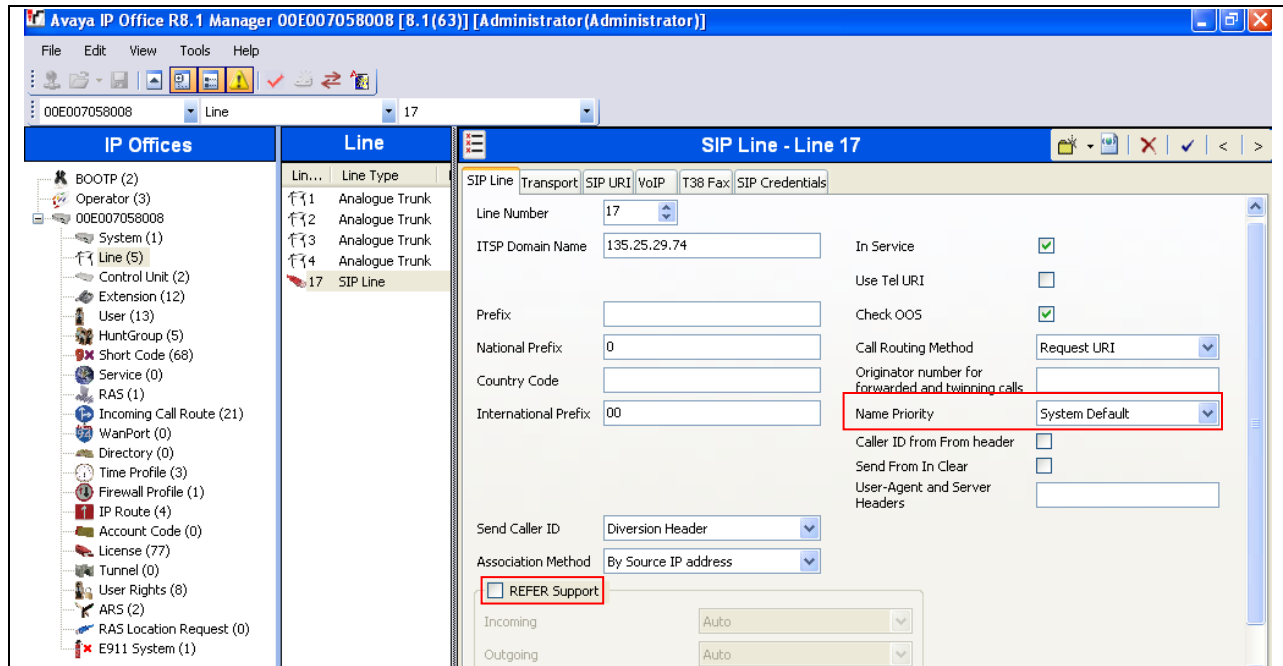 Avaya IP Office R8.1 Manager 00E007058008 [8.1(63)] [Administrator(Administrator)]
File Edit View Tools Help
00E007058008 Line 17
IP Offices
BOOTP (2)
Operator (3)
00E007058008
System (1)
Line (5)
Control Unit (2)
Extension (12)
User (13)
HuntGroup (5)
Short Code (68)
Service (0)
RAS (1)
Incoming Call Route (21)
WanPort (0)
Directory (0)
Time Profile (3)
Firewall Profile (1)
IP Route (4)
Account Code (0)
License (77)
Tunnel (0)
User Rights (8)
ARS (2)
RAS Location Request (0)
E911 System (1)
Line
Lin... Line Type
1 Analogue Trunk
2 Analogue Trunk
3 Analogue Trunk
4 Analogue Trunk
17 SIP Line
SIP Line - Line 17
SIP Line Transport SIP URI VoIP T38 Fax SIP Credentials
Line Number 17
ITSP Domain Name 135.25.29.74
Prefix
National Prefix 0
Country Code
International Prefix 00
Send Caller ID Diversion Header
Association Method By Source IP address
REFER Support
Incoming Auto
Outgoing Auto
In Service
Use Tel URI
Check OOS
Call Routing Method Request URI
Originator number for
forwarded and twinning calls
Name Priority System Default
Caller ID from From header
Send From In Clear
User-Agent and Server
Headers